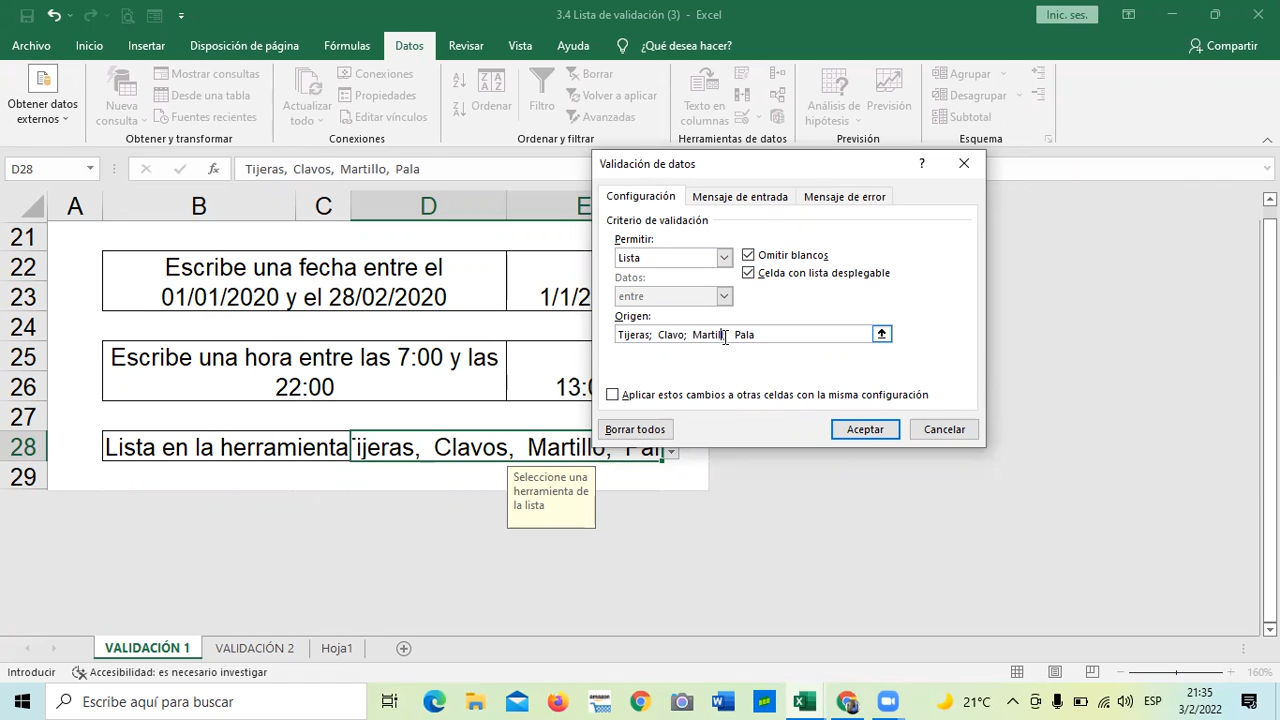 3.4 Lista de validación (3) - Excel
Inic. ses.
Archivo Inicio Insertar Disposición de página Fórmulas Datos Revisar Vista Ayuda ¿Qué desea hacer? Compartir
Obtener datos externos
Nueva consulta
Mostrar consultas
Desde una tabla
Fuentes recientes
Obtener y transformar
Actualizar todo
Conexiones
Propiedades
Editar vínculos
Conexiones
Ordenar
Filtro
Borrar
Volver a aplicar
Avanzadas
Ordenar y filtrar
Texto en columnas
Herramientas de datos
Análisis de hipótesis
Previsión
Previsión
Agrupar
Desagrupar
Subtotal
Esquema
D28 fx Tijeras, Clavos, Martillo, Pala
A B C D E
21
22 Escribe una fecha entre el
23 01/01/2020 y el 28/02/2020 1/1/2
24
25 Escribe una hora entre las 7:00 y las
26 22:00 13:0
27
28 Lista en la herramienta Tijeras, Clavos, Martillo, Pal
29
Seleccione una
herramienta de
la lista
Validación de datos ?
Configuración Mensaje de entrada Mensaje de error
Criterio de validación
Permitir:
Lista
Omitir blancos
Datos:
Celda con lista desplegable
entre
Origen:
Tijeras; Clavo; Martill Pala
Aplicar estos cambios a otras celdas con la misma configuración
Borrar todos Aceptar Cancelar
VALIDACIÓN 1 VALIDACIÓN 2 Hoja1
Introducir Accesibilidad: es necesario investigar 160%
Escribe aquí para buscar
amazon
21°C
ESP
21:35
3/2/2022